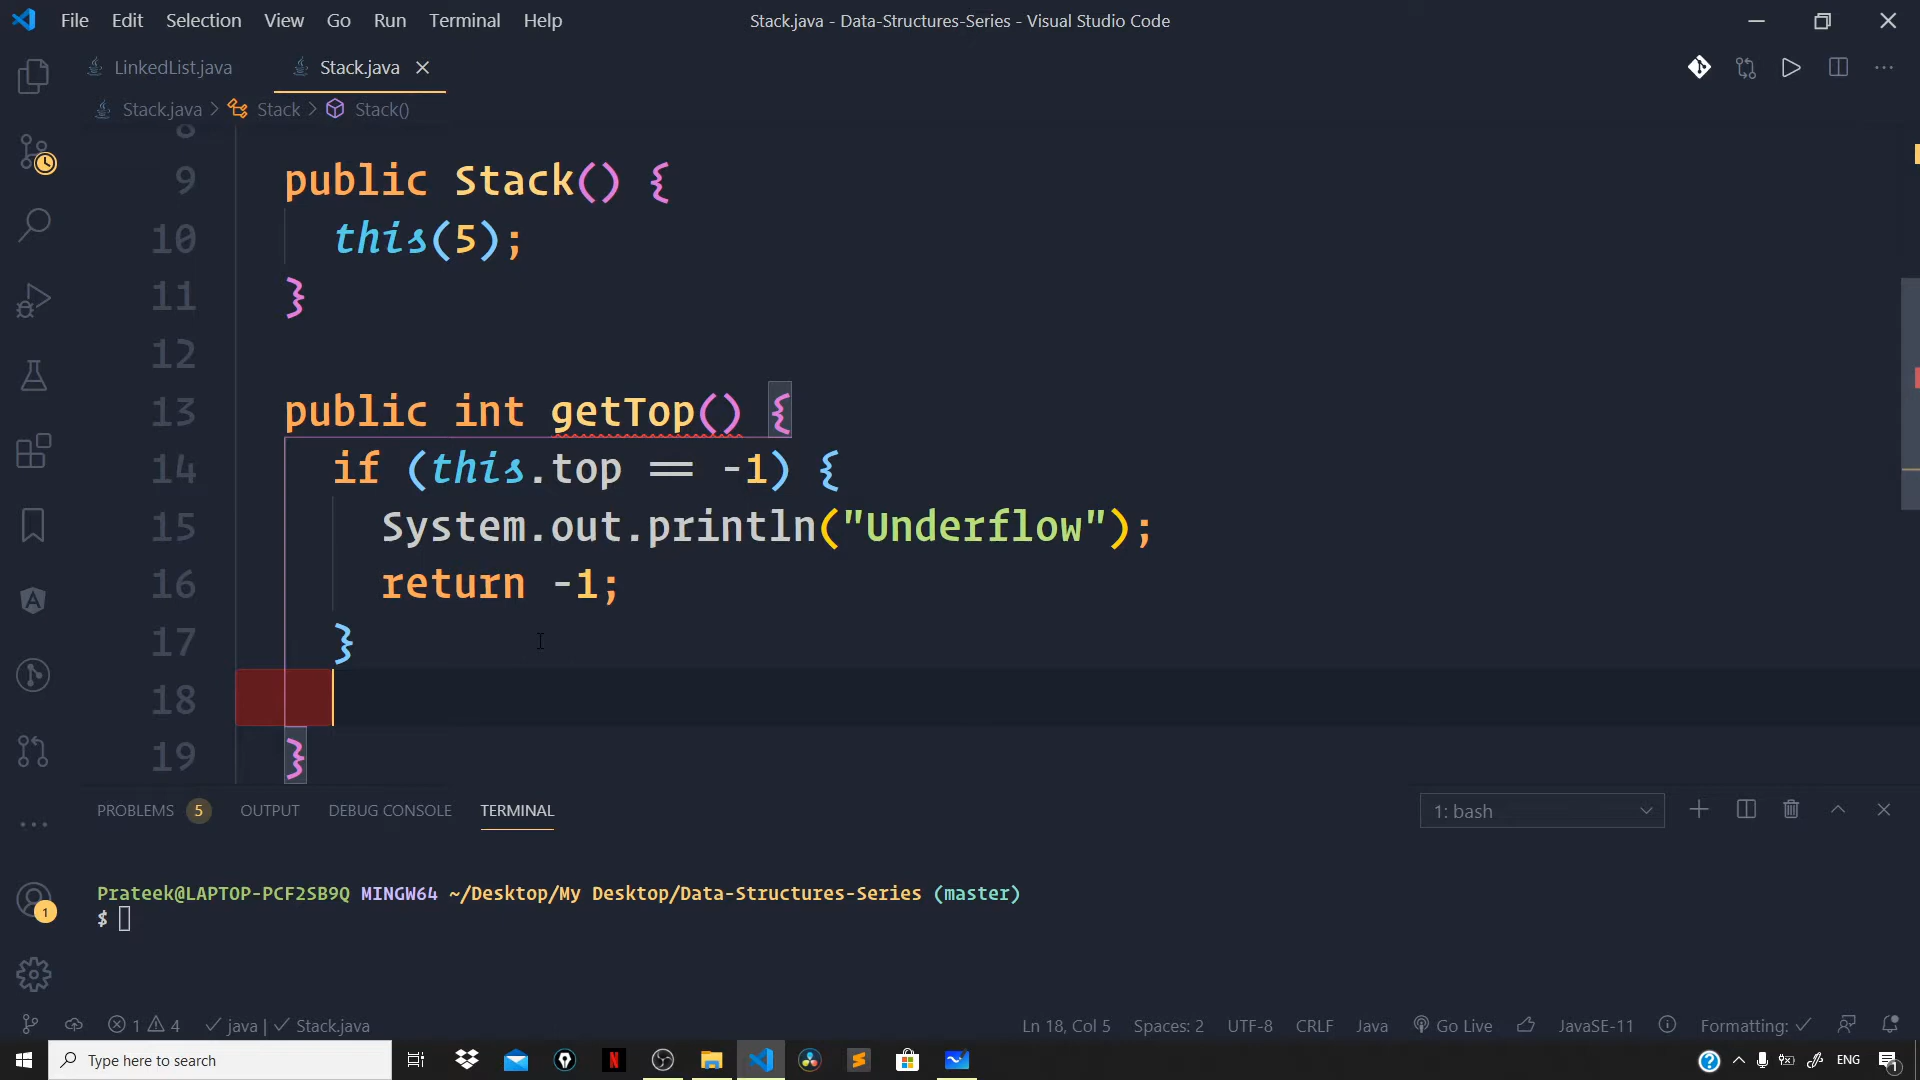 File Edit Selection View Go Run Terminal Help
Stack.java - Data-Structures-Series - Visual Studio Code
LinkedList.java Stack.java
Stack.java > Stack > Stack()
8
9 public Stack() {
10 this(5);
11 }
12
13 public int getTop() {
14 if (this.top == -1) {
15 System.out.println("Underflow");
16 return -1;
17 }
18
19 }
PROBLEMS 5 OUTPUT DEBUG CONSOLE TERMINAL
1: bash
Prateek@LAPTOP-PCF2SB9Q MINGW64 ~/Desktop/My Desktop/Data-Structures-Series (master)
$
1
1 4 java | Stack.java
Ln 18, Col 5 Spaces: 2 UTF-8 CRLF Java Go Live JavaSE-11 Formatting:
Type here to search
ENG
1